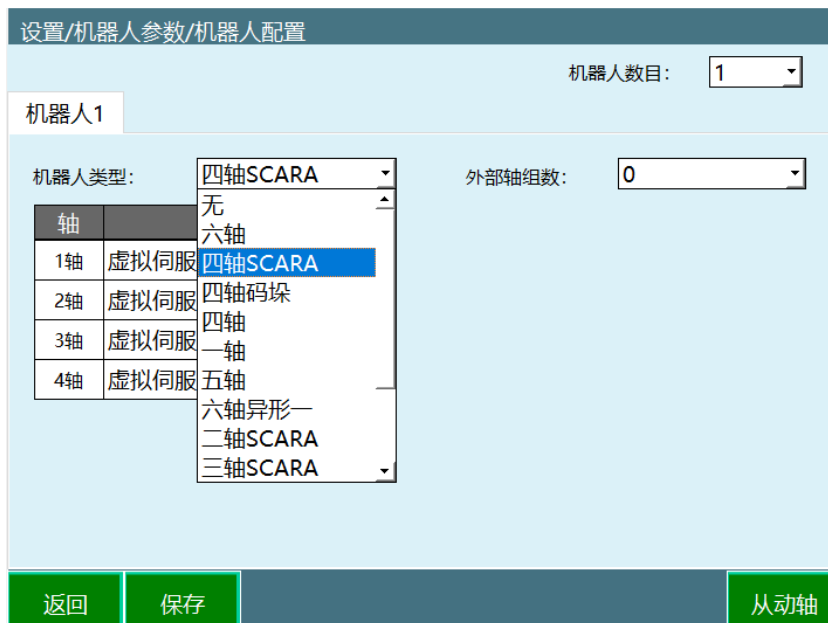 设置/机器人参数/机器人配置
机器人数目： 1
机器人1
机器人类型： 四轴SCARA 外部轴组数： 0
无
六轴
四轴SCARA
四轴码垛
四轴
一轴
五轴
六轴异形一
二轴SCARA
三轴SCARA
轴
1轴 虚拟伺服
2轴 虚拟伺服
3轴 虚拟伺服
4轴 虚拟伺服
返回 保存 从动轴